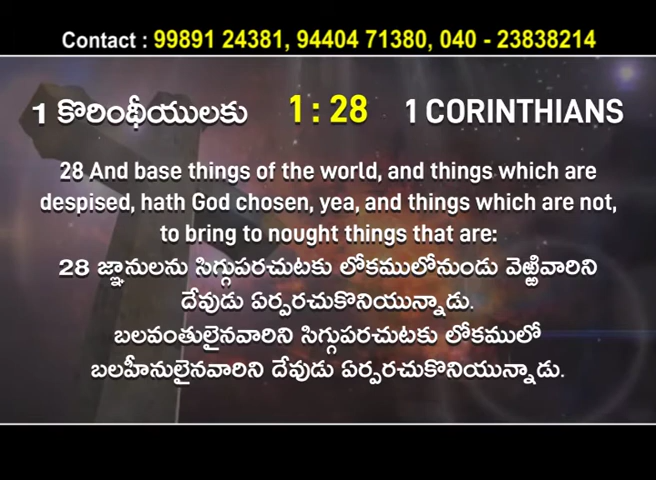 Contact : 99891 24381, 94404 71380, 040 - 23838214
1 కొరింథీయులకు 1 : 28 1 CORINTHIANS
28 And base things of the world, and things which are
despised, hath God chosen, yea, and things which are not,
to bring to nought things that are:
28 జ్ఞానులను సిగ్గుపరచుటకు లోకములోనుండు వెఱ్ఱివారిని
దేవుడు ఏర్పరచుకొనియున్నాడు.
బలవంతులైనవారిని సిగ్గుపరచుటకు లోకములో
బలహీనులైనవారిని దేవుడు ఏర్పరచుకొనియున్నాడు.